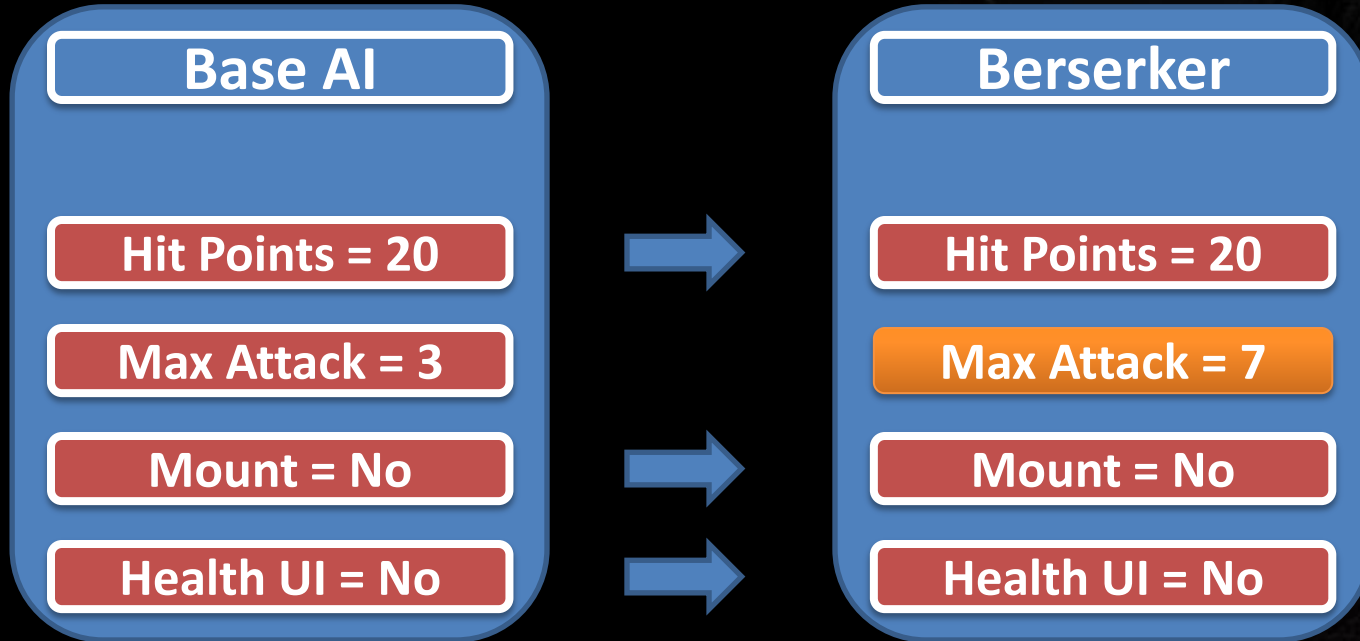 Base AI
Hit Points = 20
Max Attack = 3
Mount = No
Health UI = No
Berserker
Hit Points = 20
Max Attack = 7
Mount = No
Health UI = No